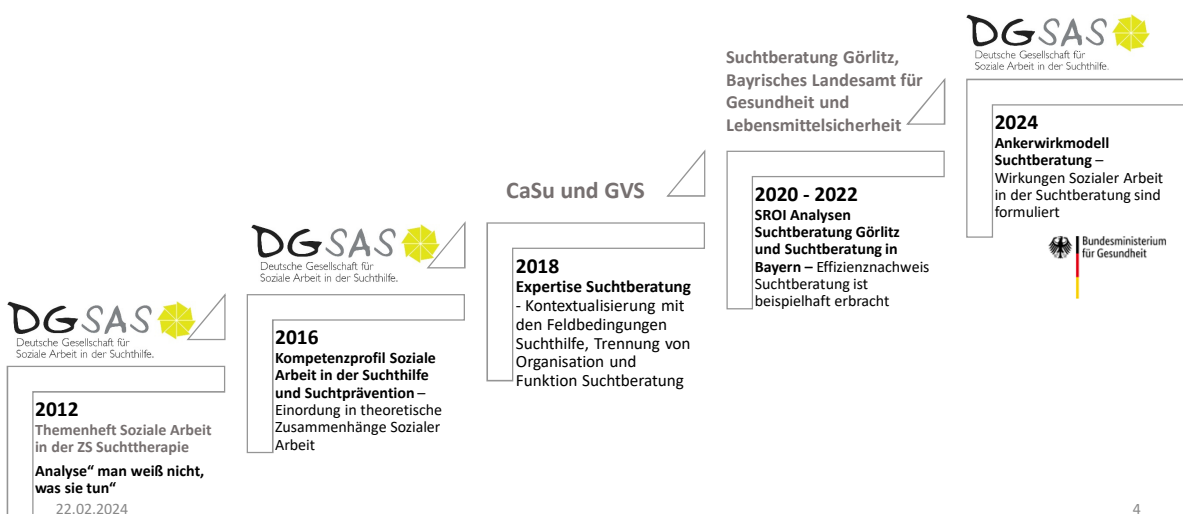 DGSAS
Deutsche Gesellschaft für
Soziale Arbeit in der Suchthilfe.
2012
Themenheft Soziale Arbeit
in der ZS Suchttherapie
Analyse“ man weiß nicht,
was sie tun“
DGSAS
Deutsche Gesellschaft für
Soziale Arbeit in der Suchthilfe.
2016
Kompetenzprofil Soziale
Arbeit in der Suchthilfe
und Suchtprävention –
Einordung in theoretische
Zusammenhänge Sozialer
Arbeit
CaSu und GVS
2018
Expertise Suchtberatung
- Kontextualisierung mit
den Feldbedingungen
Suchthilfe, Trennung von
Organisation und
Funktion Suchtberatung
Suchtberatung Görlitz,
Bayrisches Landesamt für
Gesundheit und
Lebensmittelsicherheit
2020 - 2022
SROI Analysen
Suchtberatung Görlitz
und Suchtberatung in
Bayern – Effizienznachweis
Suchtberatung ist
beispielhaft erbracht
DGSAS
Deutsche Gesellschaft für
Soziale Arbeit in der Suchthilfe.
2024
Ankerwirkmodell
Suchtberatung –
Wirkungen Sozialer Arbeit
in der Suchtberatung sind
formuliert
Bundesministerium
für Gesundheit
22.02.2024
4